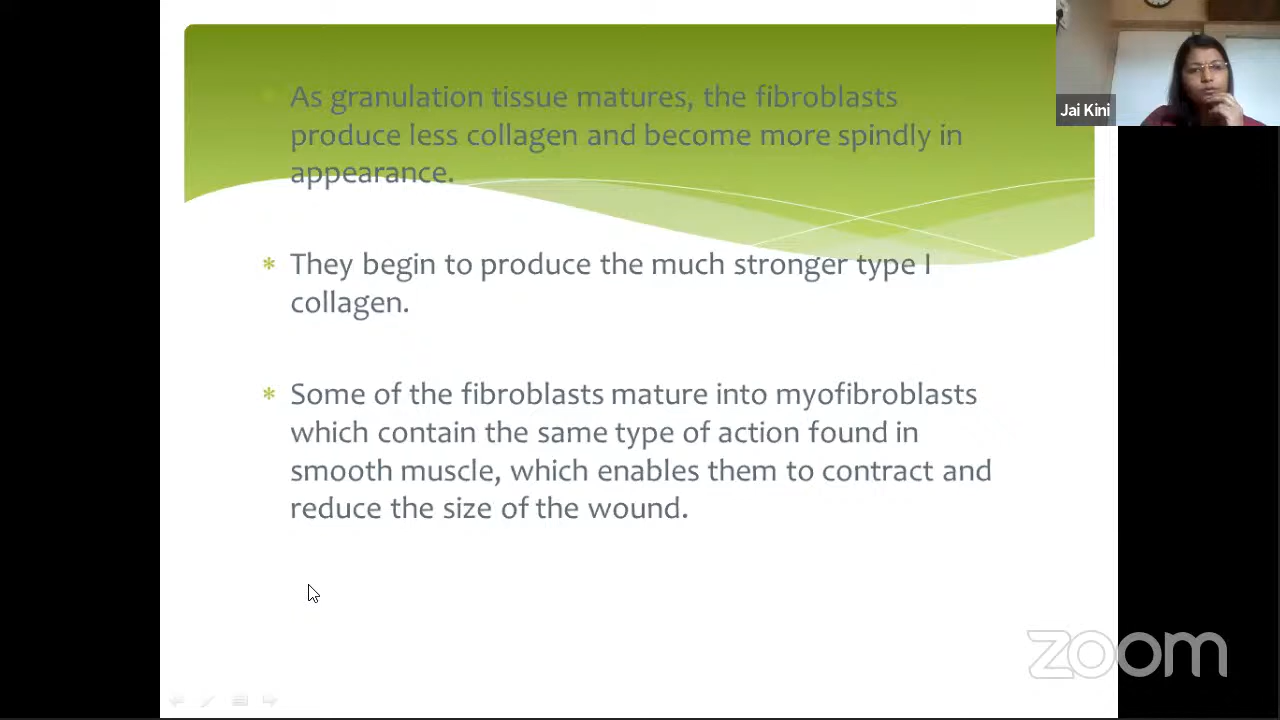 As granulation tissue matures, the fibroblasts
produce less collagen and become more spindly in
appearance.
* They begin to produce the much stronger type I
collagen.
* Some of the fibroblasts mature into myofibroblasts
which contain the same type of action found in
smooth muscle, which enables them to contract and
reduce the size of the wound.
Jai Kini
zoom